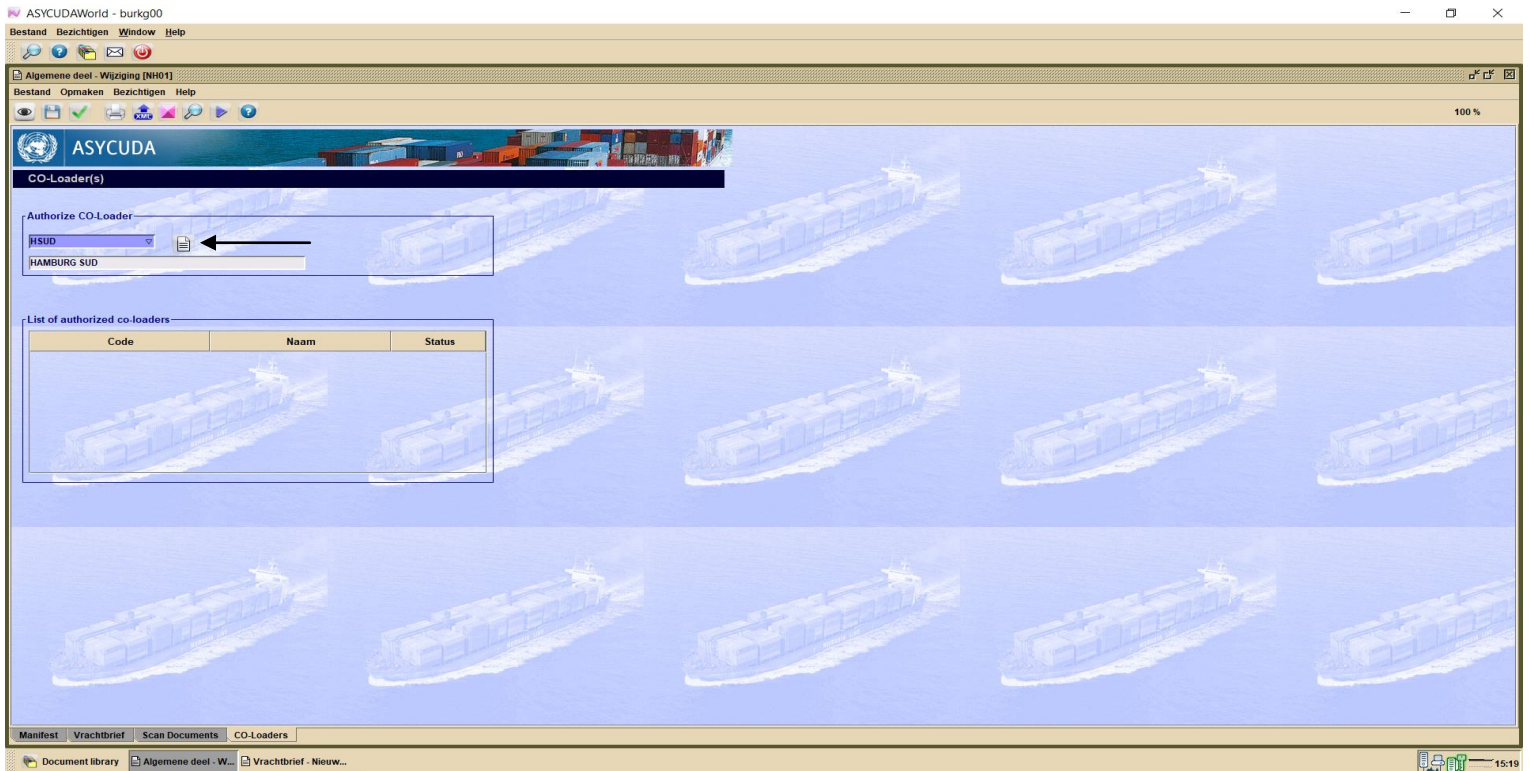 ASYCUDAWorld - burkg00
Bestand Bezichtigen Window Help
Algemene deel - Wijziging [NH01]
Bestand Opmaken Bezichtigen Help
XML
100 %
ASYCUDA
CO-Loader(s)
Authorize CO-Loader
HSUD
HAMBURG SUD
List of authorized co-loaders
Code Naam Status
Manifest Vrachtbrief Scan Documents CO-Loaders
Document library Algemene deel - W... Vrachtbrief - Nieuw... 15:19